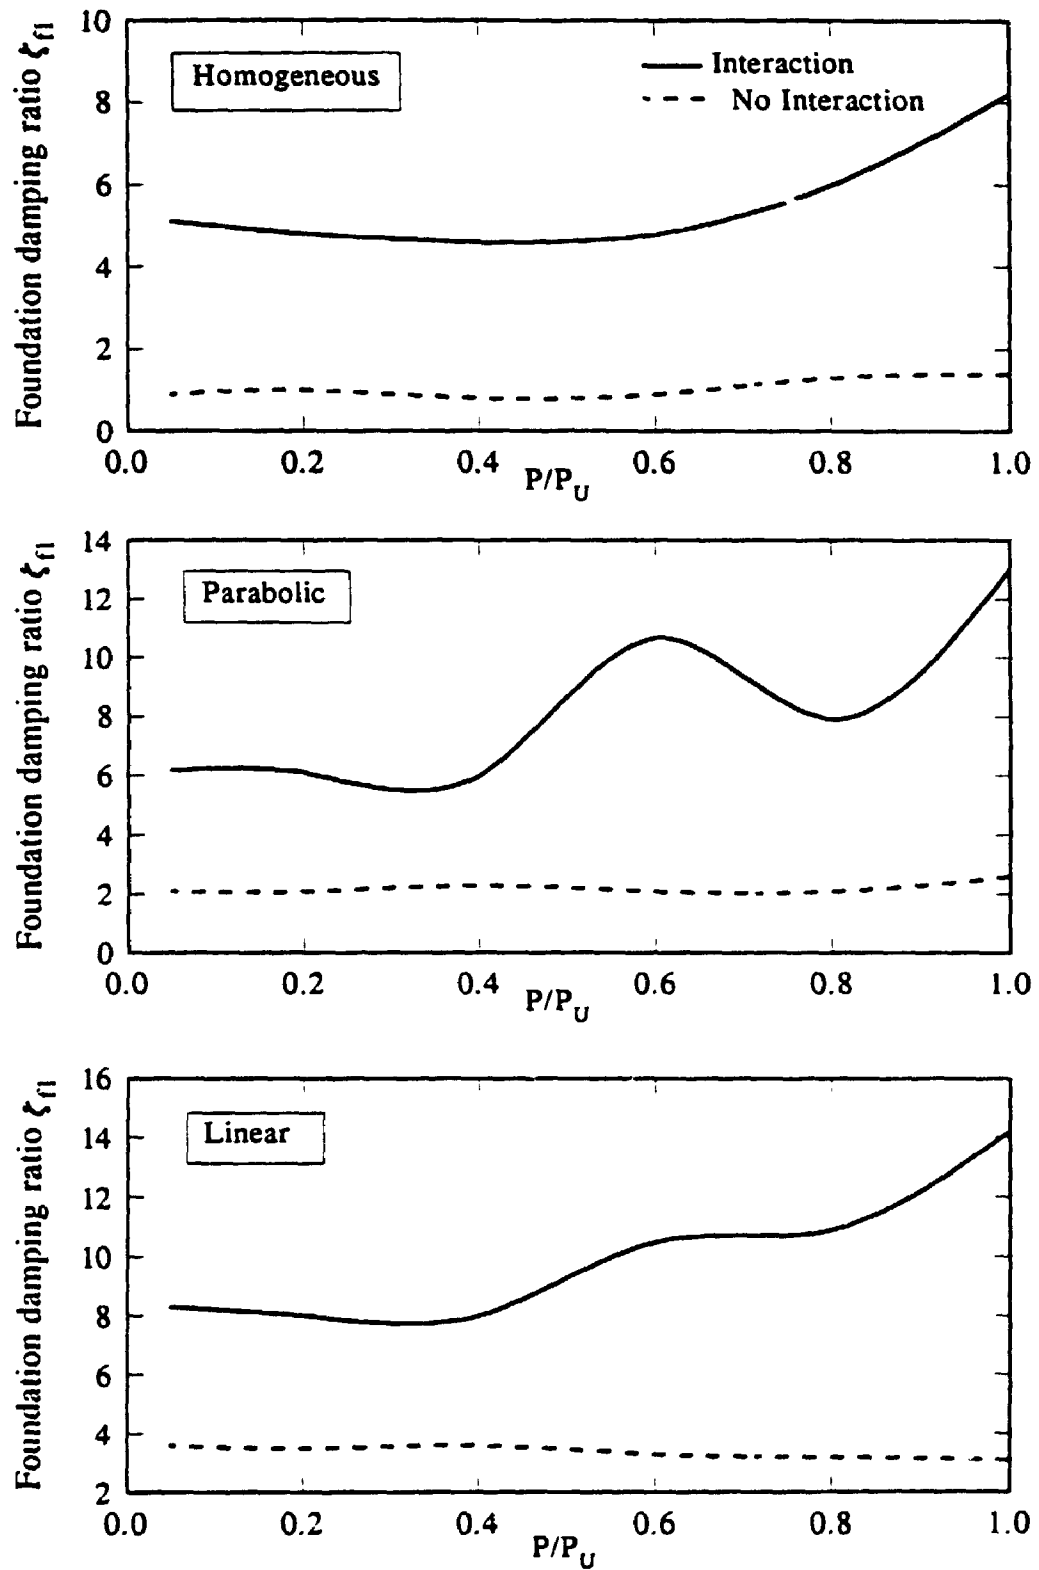 Foundation damping ratio ζf1
10
8
6
4
2
0
Homogeneous
Interaction
No Interaction
0.0 0.2 0.4 0.6 0.8 1.0
P/PU
Foundation damping ratio ζf1
14
12
10
8
6
4
2
0
Parabolic
0.0 0.2 0.4 0.6 0.8 1.0
P/PU
Foundation damping ratio ζf1
16
14
12
10
8
6
4
2
Linear
0.0 0.2 0.4 0.6 0.8 1.0
P/PU